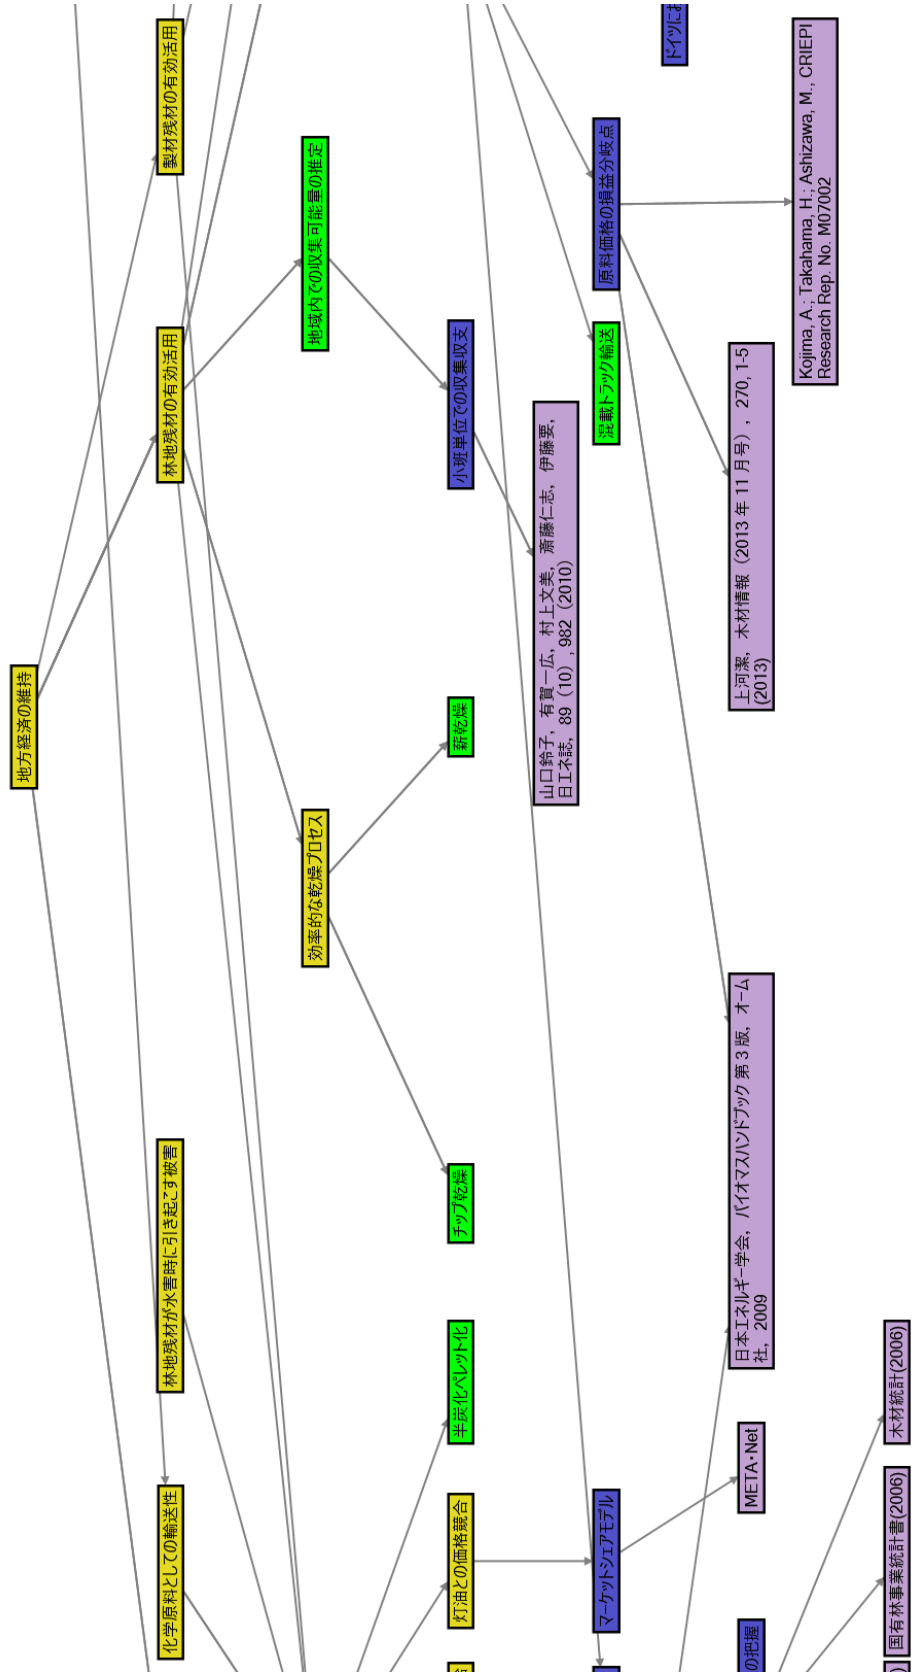 地方経済の維持
製材残材の有効活用
林地残材の有効活用
林地残材が水害時に引き起こす被害
化学原料としての輸送性
地域内での収集可能量の推定
効率的な乾燥プロセス
小班単位での収集収支
薪乾燥
チップ乾燥
半炭化ペレット化
灯油との価格競合
山口鈴子， 有賀一広， 村上文美， 斎藤仁志， 伊藤要，
日エネ誌，89（10）, 982（2010）
原料価格の損益分岐点
混載トラック輸送
マーケットシェアモデル
ドイツにお
上河潔， 木材情報（2013 年 11 月号）, 270, 1-5
(2013)
日本エネルギー学会， バイオマスハンドブック 第 3 版， オーム
社，2009
META・Net
の把握
Kojima, A.; Takahama, H.; Ashizawa, M., CRIEPI
Research Rep. No. M07002
木材統計(2006)
国有林事業統計書(2006)